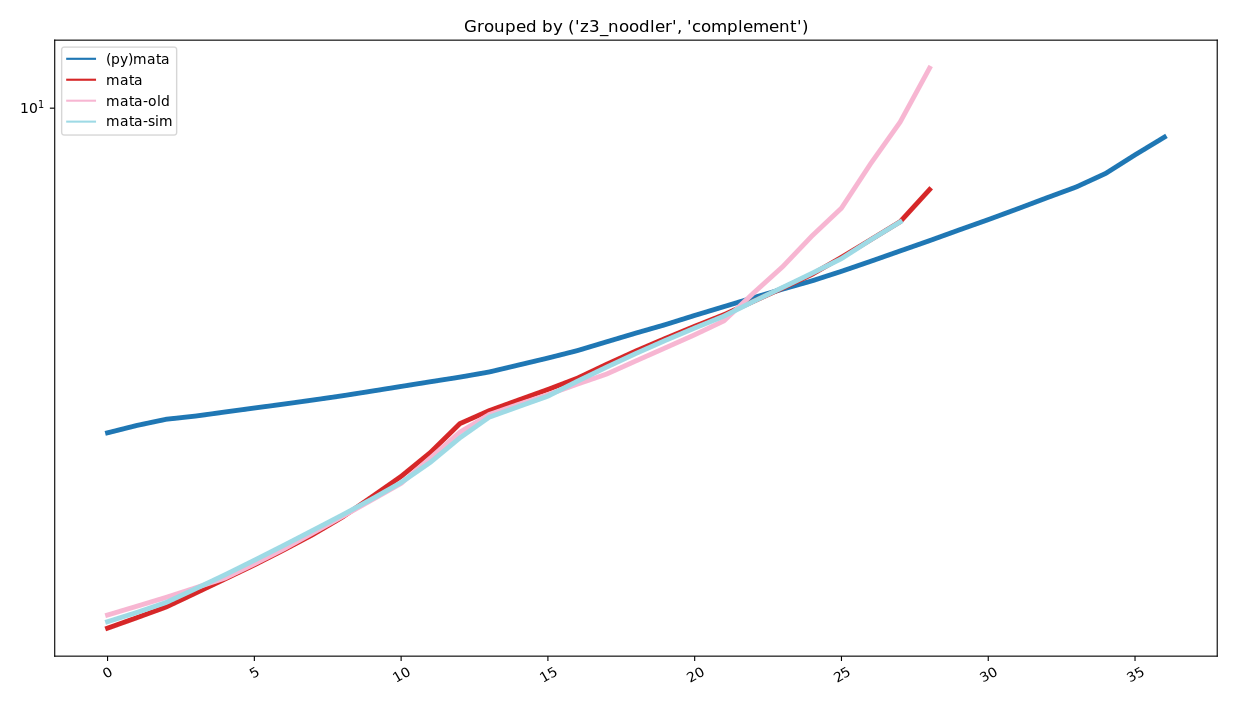 Grouped by ('z3_noodler', 'complement')
(py)mata
mata
mata-old
mata-sim
10¹
0 5 10 15 20 25 30 35